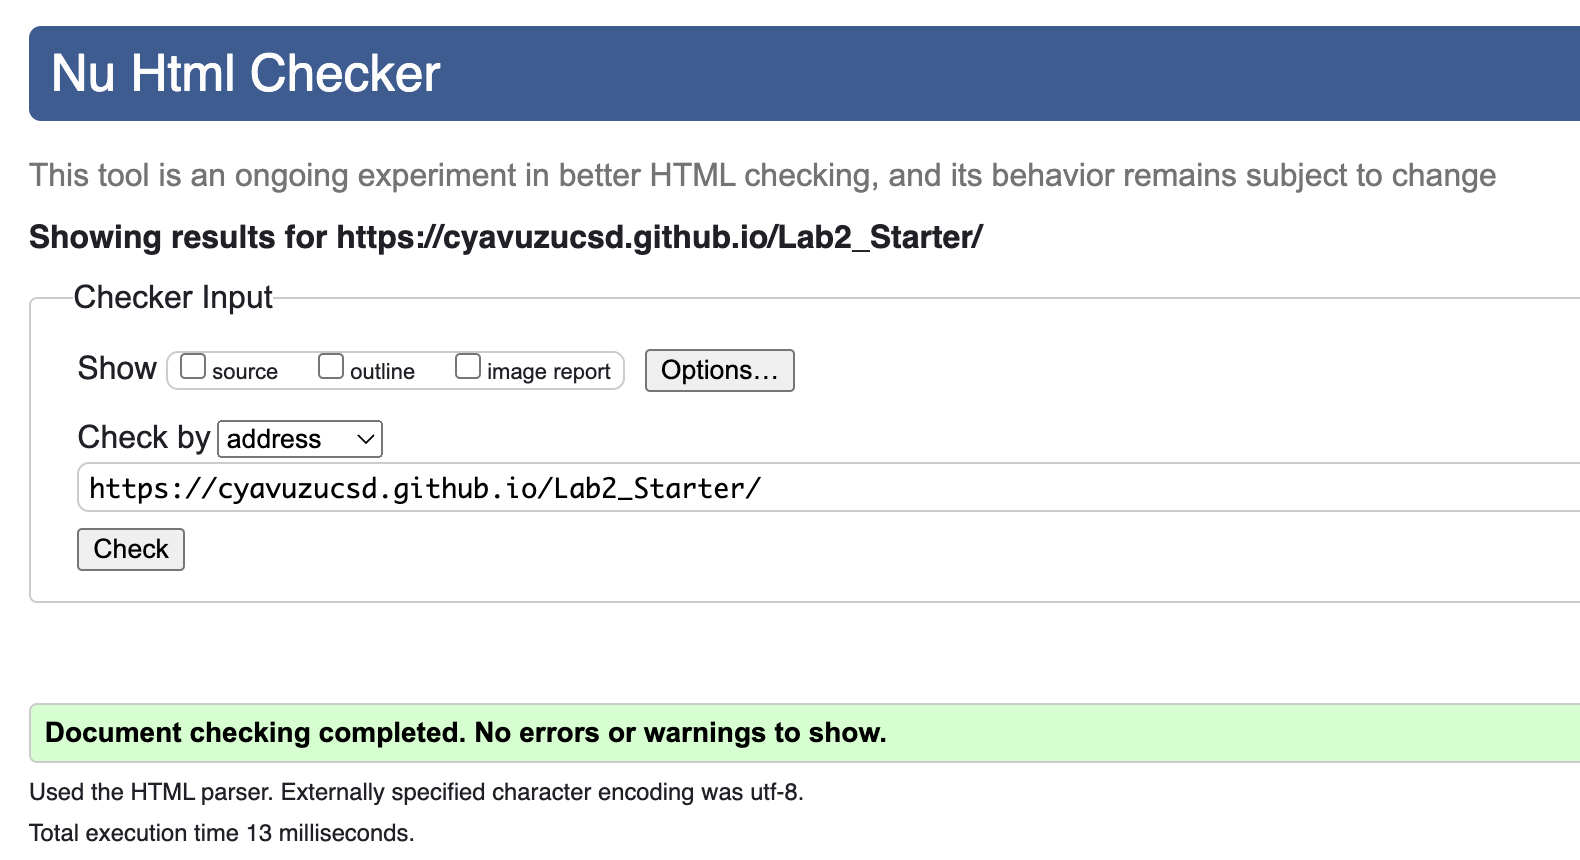 Nu Html Checker
This tool is an ongoing experiment in better HTML checking, and its behavior remains subject to change
Showing results for https://cyavuzucsd.github.io/Lab2_Starter/
Checker Input
Show source outline image report Options...
Check by address
https://cyavuzucsd.github.io/Lab2_Starter/
Check
Document checking completed. No errors or warnings to show.
Used the HTML parser. Externally specified character encoding was utf-8.
Total execution time 13 milliseconds.